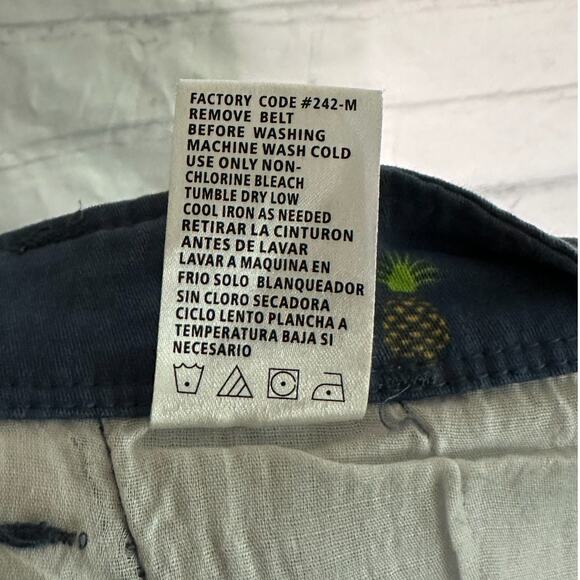 FACTORY CODE #242-M
REMOVE BELT
BEFORE WASHING
MACHINE WASH COLD
USE ONLY NON-
CHLORINE BLEACH
TUMBLE DRY LOW
COOL IRON AS NEEDED
RETIRAR LA CINTURON
ANTES DE LAVAR
LAVAR A MAQUINA EN
FRIO SOLO BLANQUEADOR
SIN CLORO SECADORA
CICLO LENTO PLANCHA A
TEMPERATURA BAJA SI
NECESARIO